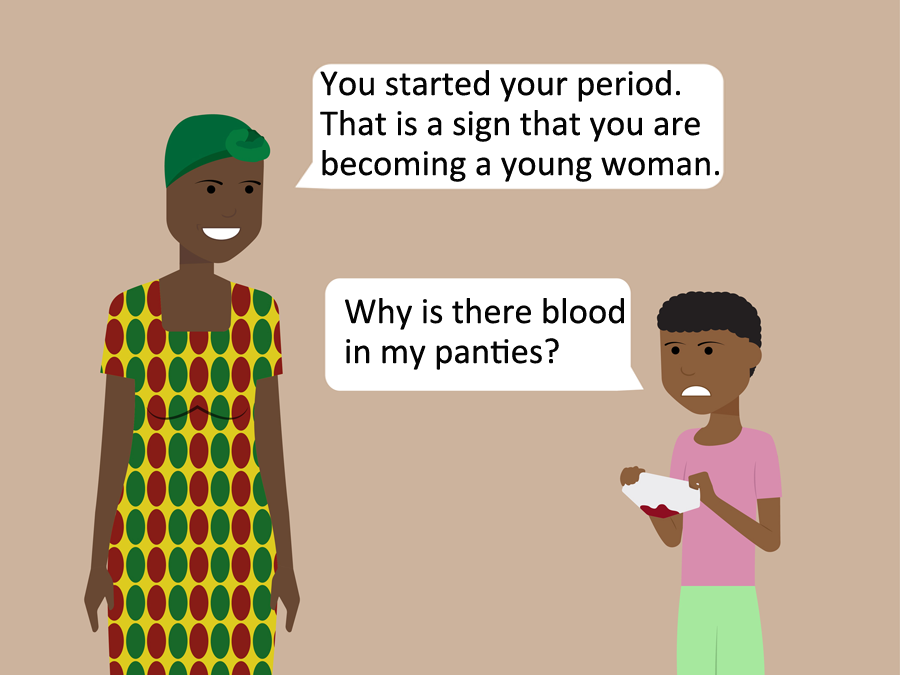 You started your period.
That is a sign that you are
becoming a young woman.
Why is there blood
in my panties?